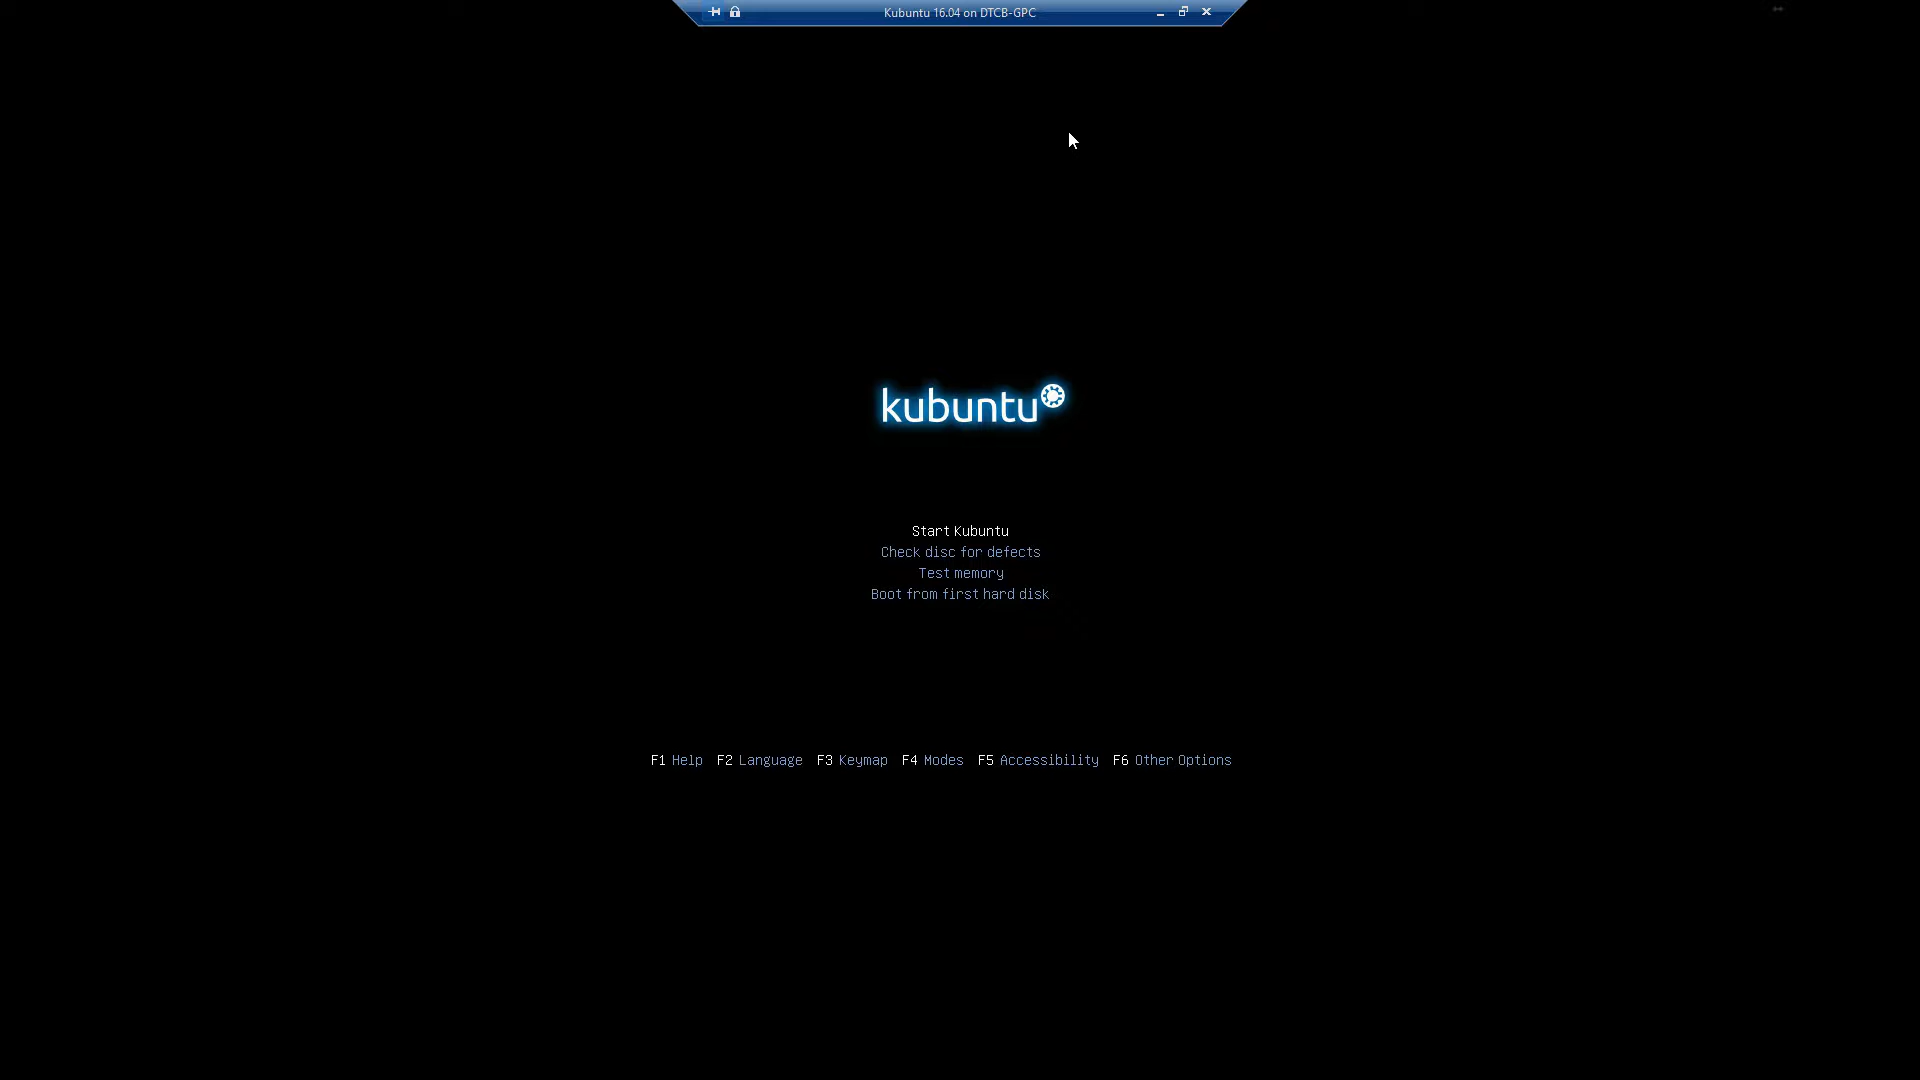 Kubuntu 16.04 on DTCB-GPC
kubuntu
Start Kubuntu
Check disc for defects
Test memory
Boot from first hard disk
F1 Help F2 Language F3 Keymap F4 Modes F5 Accessibility F6 Other Options